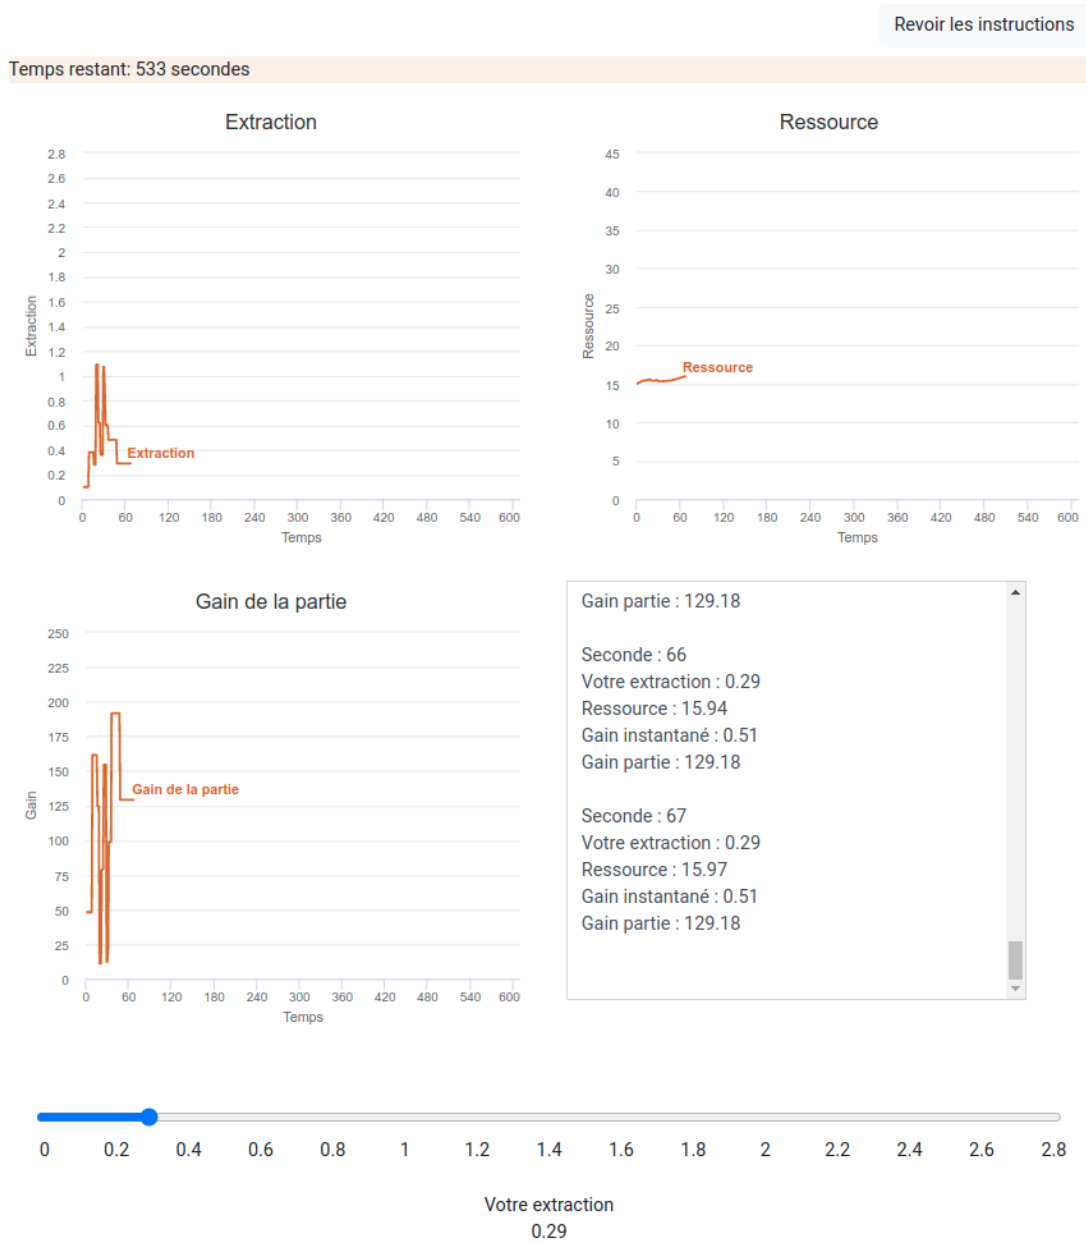 Revoir les instructions
Temps restant: 533 secondes
Extraction
2.8
2.6
2.4
2.2
2
1.8
1.6
1.4
1.2
1
0.8
0.6
0.4
0.2
0
Extraction
Extraction
0 60 120 180 240 300 360 420 480 540 600
Temps
Ressource
45
40
35
30
25
20
15
10
5
0
Ressource
Ressource
0 60 120 180 240 300 360 420 480 540 600
Temps
Gain de la partie
250
225
200
175
150
125
100
75
50
25
0
Gain
Gain de la partie
0 60 120 180 240 300 360 420 480 540 600
Temps
Gain partie : 129.18
Seconde : 66
Votre extraction : 0.29
Ressource : 15.94
Gain instantané : 0.51
Gain partie : 129.18
Seconde : 67
Votre extraction : 0.29
Ressource : 15.97
Gain instantané : 0.51
Gain partie : 129.18
0 0.2 0.4 0.6 0.8 1 1.2 1.4 1.6 1.8 2 2.2 2.4 2.6 2.8
Votre extraction
0.29